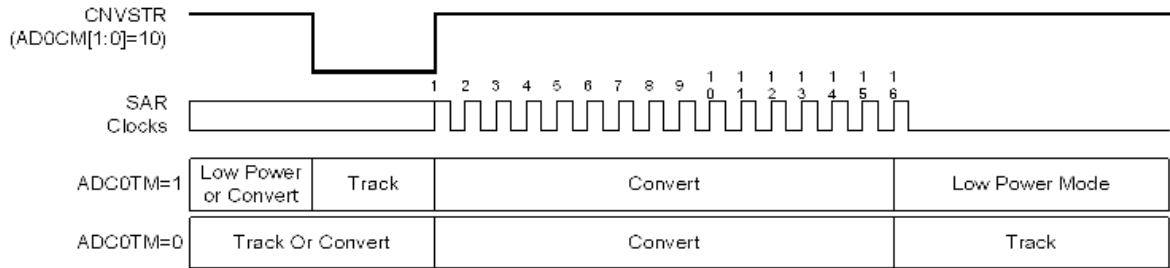 CNVSTR
(AD0CM[1:0]=10)
1 2 3 4 5 6 7 8 9 10 11 12 13 14 15 16
SAR
Clocks
ADC0TM=1 Low Power or Convert Track Convert Low Power Mode
ADC0TM=0 Track Or Convert Convert Track